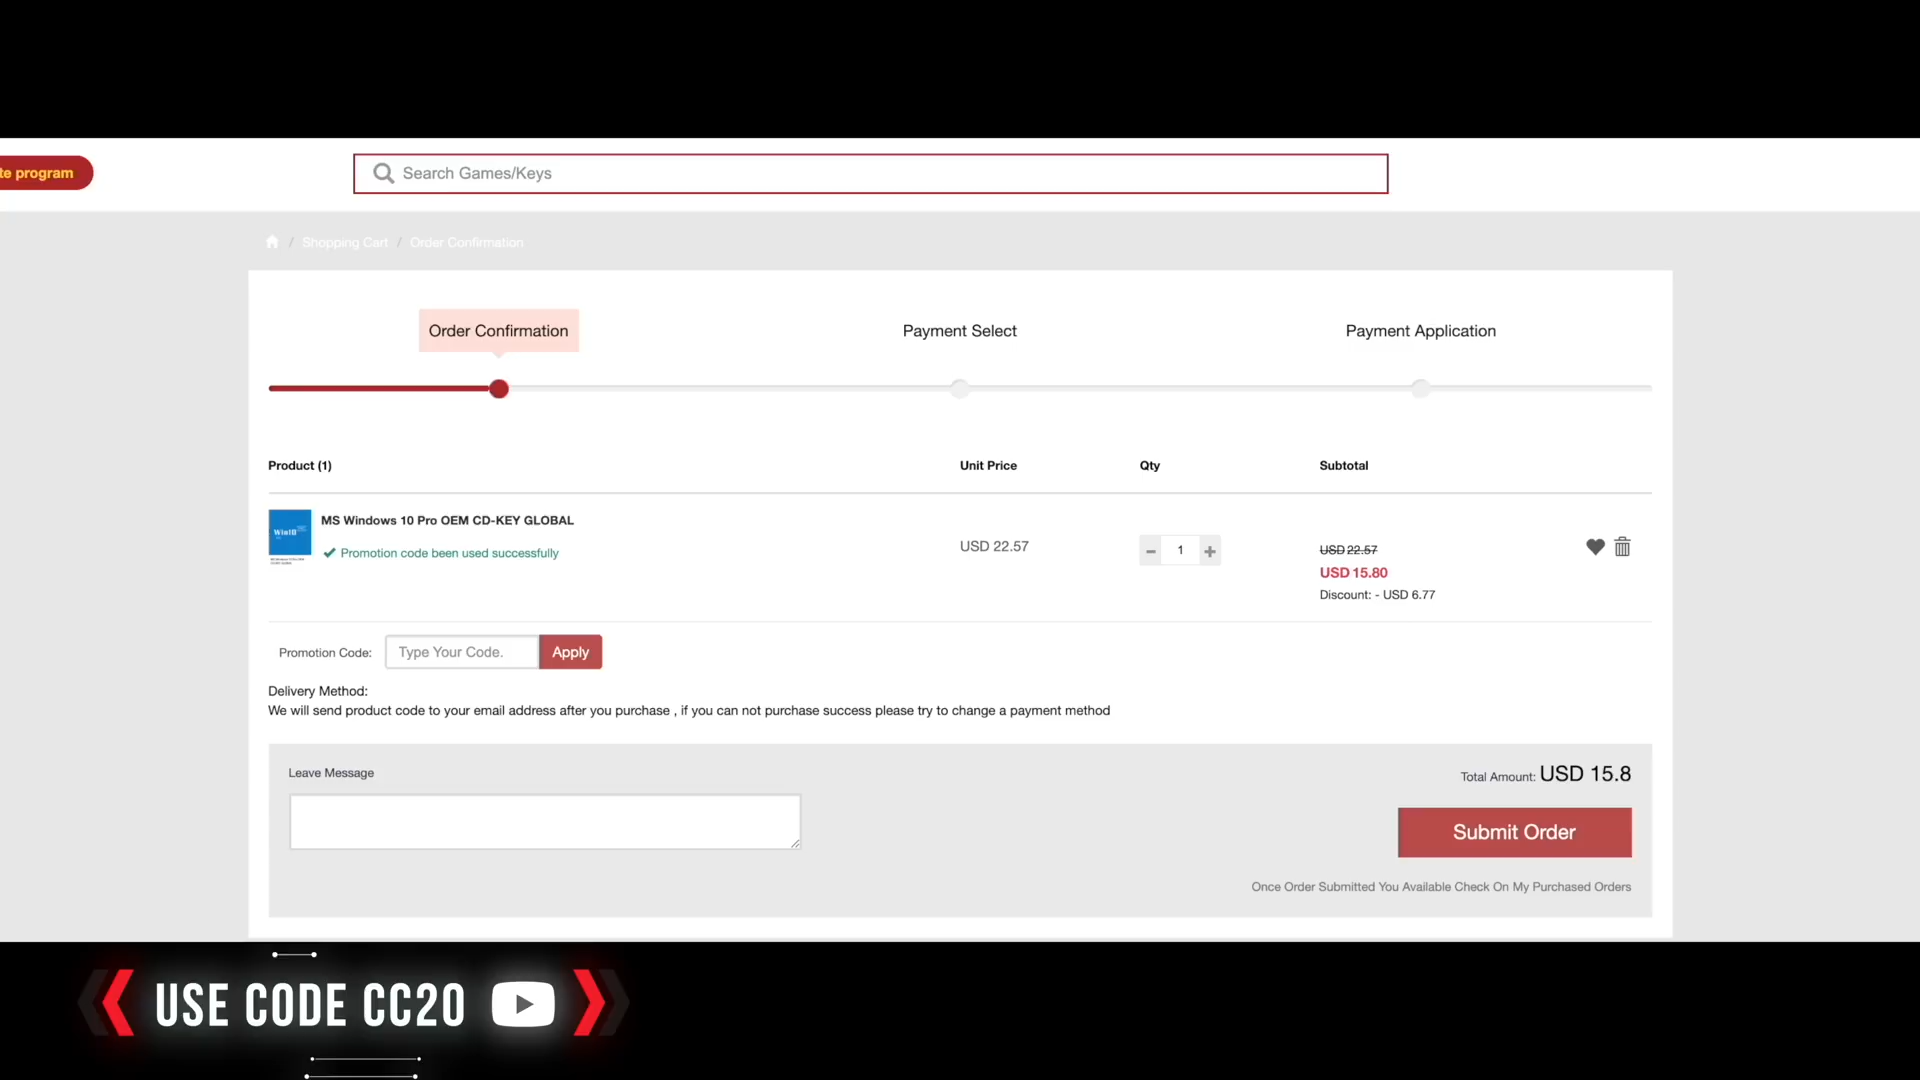 te program
Search Games/Keys
/ Shopping Cart / Order Confirmation
Order Confirmation
Payment Select
Payment Application
Product (1)
Unit Price
Qty
Subtotal
Win10
MS Windows 10 Pro OEM CD-KEY GLOBAL
Promotion code been used successfully
USD 22.57
− 1 +
USD 22.57
USD 15.80
Discount: - USD 6.77
Promotion Code:
Type Your Code.
Apply
Delivery Method:
We will send product code to your email address after you purchase , if you can not purchase success please try to change a payment method
Leave Message
Total Amount: USD 15.8
Submit Order
Once Order Submitted You Available Check On My Purchased Orders
USE CODE CC20